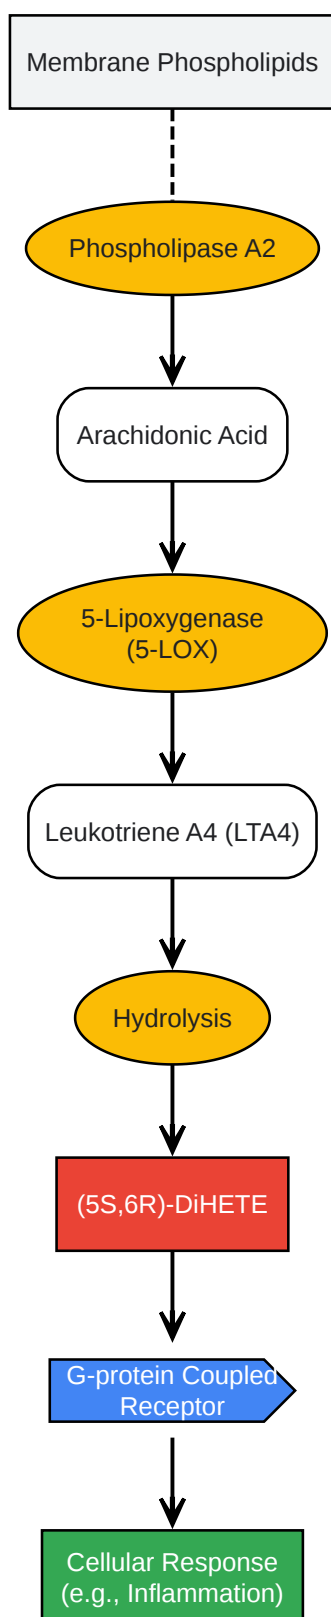 Membrane Phospholipids
Phospholipase A2
Arachidonic Acid
5-Lipoxygenase
(5-LOX)
Leukotriene A4 (LTA4)
Hydrolysis
(5S,6R)-DiHETE
G-protein Coupled
Receptor
Cellular Response
(e.g., Inflammation)